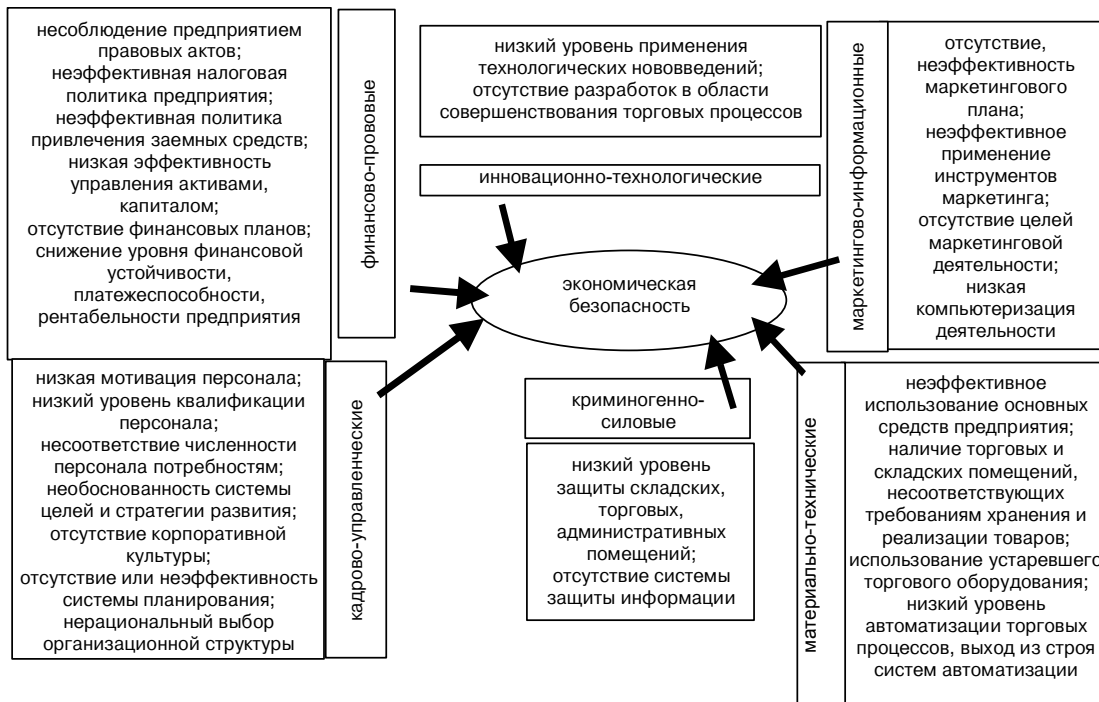 несоблюдение предприятием
правовых актов;
неэффективная налоговая
политика предприятия;
неэффективная политика
привлечения заемных средств;
низкая эффективность
управления активами,
капиталом;
отсутствие финансовых планов;
снижение уровня финансовой
устойчивости,
платежеспособности,
рентабельности предприятия
финансово-прововые
низкий уровень применения
технологических нововведений;
отсутствие разработок в области
совершенствования торговых процессов
инновационно-технологические
маркетингово-информационные
отсутствие,
неэффективность
маркетингового
плана;
неэффективное
применение
инструментов
маркетинга;
отсутствие целей
маркетинговой
деятельности;
низкая
компьютеризация
деятельности
экономическая
безопасность
низкая мотивация персонала;
низкий уровень квалификации
персонала;
несоответствие численности
персонала потребностям;
необоснованность системы
целей и стратегии развития;
отсутствие корпоративной
культуры;
отсутствие или неэффективность
системы планирования;
нерациональный выбор
организационной структуры
кадрово-управленческие
криминогенно-
силовые
низкий уровень
защиты складских,
торговых,
административных
помещений;
отсутствие системы
защиты информации
материально-технические
неэффективное
использование основных
средств предприятия;
наличие торговых и
складских помещений,
несоответствующих
требованиям хранения и
реализации товаров;
использование устаревшего
торгового оборудования;
низкий уровень
автоматизации торговых
процессов, выход из строя
систем автоматизации